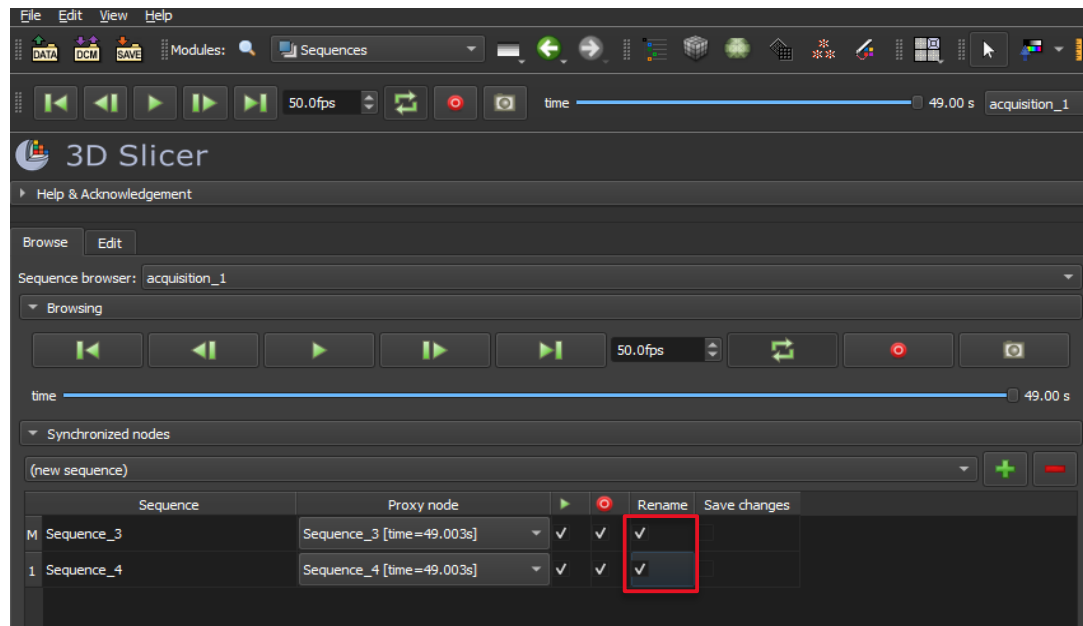 File Edit View Help
DATA DCM SAVE Modules: Sequences
50.0fps time 49.00 s acquisition_1
3D Slicer
Help & Acknowledgement
Browse Edit
Sequence browser: acquisition_1
Browsing
50.0fps
time 49.00 s
Synchronized nodes
(new sequence)
Sequence Proxy node Rename Save changes
M Sequence_3 Sequence_3 [time=49.003s]
1 Sequence_4 Sequence_4 [time=49.003s]